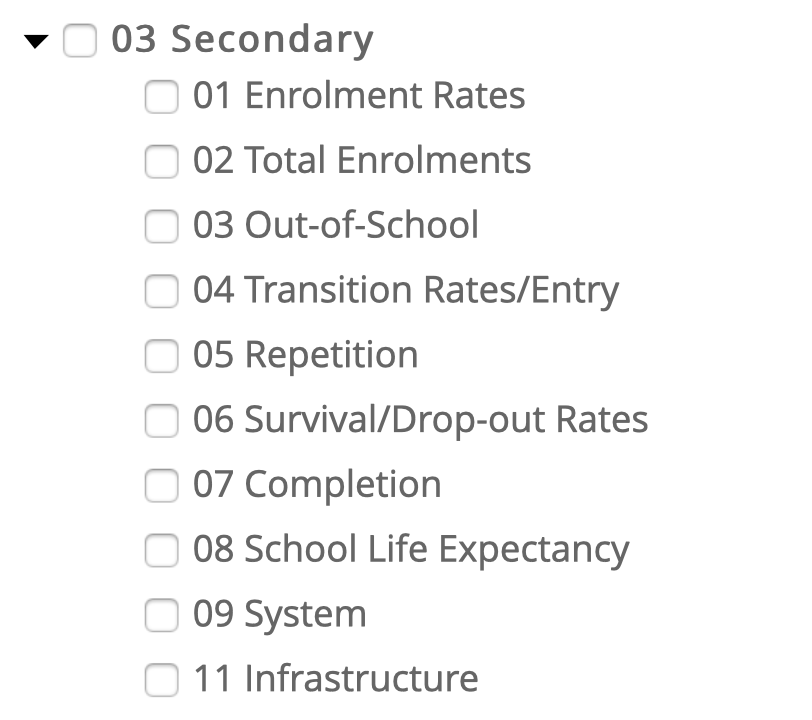 03 Secondary
01 Enrolment Rates
02 Total Enrolments
03 Out-of-School
04 Transition Rates/Entry
05 Repetition
06 Survival/Drop-out Rates
07 Completion
08 School Life Expectancy
09 System
11 Infrastructure